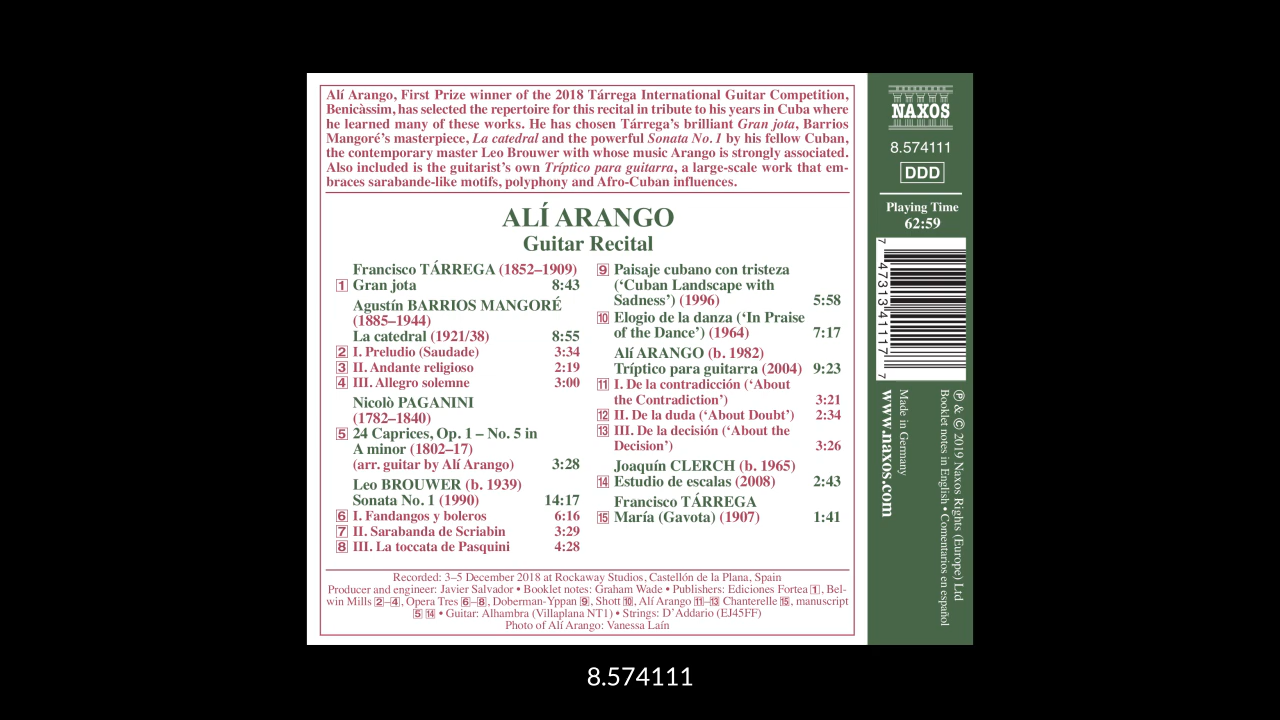 Alí Arango, First Prize winner of the 2018 Tárrega International Guitar Competition,
Benicàssim, has selected the repertoire for this recital in tribute to his years in Cuba where
he learned many of these works. He has chosen Tárrega's brilliant Gran jota, Barrios
Mangoré's masterpiece, La catedral and the powerful Sonata No. 1 by his fellow Cuban,
the contemporary master Leo Brouwer with whose music Arango is strongly associated.
Also included is the guitarist's own Tríptico para guitarra, a large-scale work that em-
braces sarabande-like motifs, polyphony and Afro-Cuban influences.
ALÍ ARANGO
Guitar Recital
Francisco TÁRREGA (1852–1909)
1 Gran jota 8:43
Agustín BARRIOS MANGORÉ
(1885–1944)
La catedral (1921/38) 8:55
2 I. Preludio (Saudade) 3:34
3 II. Andante religioso 2:19
4 III. Allegro solemne 3:00
Nicolò PAGANINI
(1782–1840)
5 24 Caprices, Op. 1 – No. 5 in
A minor (1802–17)
(arr. guitar by Alí Arango) 3:28
Leo BROUWER (b. 1939)
Sonata No. 1 (1990) 14:17
6 I. Fandangos y boleros 6:16
7 II. Sarabanda de Scriabin 3:29
8 III. La toccata de Pasquini 4:28
9 Paisaje cubano con tristeza
('Cuban Landscape with
Sadness') (1996) 5:58
10 Elogio de la danza ('In Praise
of the Dance') (1964) 7:17
Alí ARANGO (b. 1982)
Tríptico para guitarra (2004) 9:23
11 I. De la contradicción ('About
the Contradiction') 3:21
12 II. De la duda ('About Doubt') 2:34
13 III. De la decisión ('About the
Decision') 3:26
Joaquín CLERCH (b. 1965)
14 Estudio de escalas (2008) 2:43
Francisco TÁRREGA
15 María (Gavota) (1907) 1:41
Recorded: 3–5 December 2018 at Rockaway Studios, Castellón de la Plana, Spain
Producer and engineer: Javier Salvador • Booklet notes: Graham Wade • Publishers: Ediciones Fortea 1, Bel-
win Mills 2–4, Opera Tres 6–8, Doberman-Yppan 9, Shott 10, Alí Arango 11–13 Chanterelle 15, manuscript
5 14 • Guitar: Alhambra (Villaplana NT1) • Strings: D'Addario (EJ45FF)
Photo of Alí Arango: Vanessa Laín
NAXOS
8.574111
DDD
Playing Time
62:59
7 47313 41117 7
℗ & © 2019 Naxos Rights (Europe) Ltd
Booklet notes in English • Comentarios en español
Made in Germany
www.naxos.com
8.574111